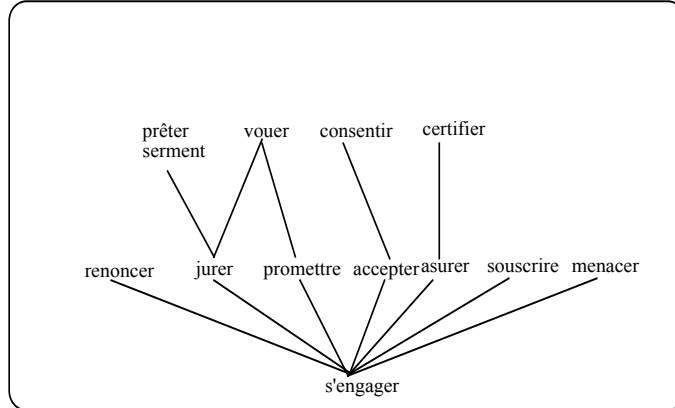 prêter vouer consentir certifier
serment
renoncer jurer promettre accepter asurer souscrire menacer
s'engager